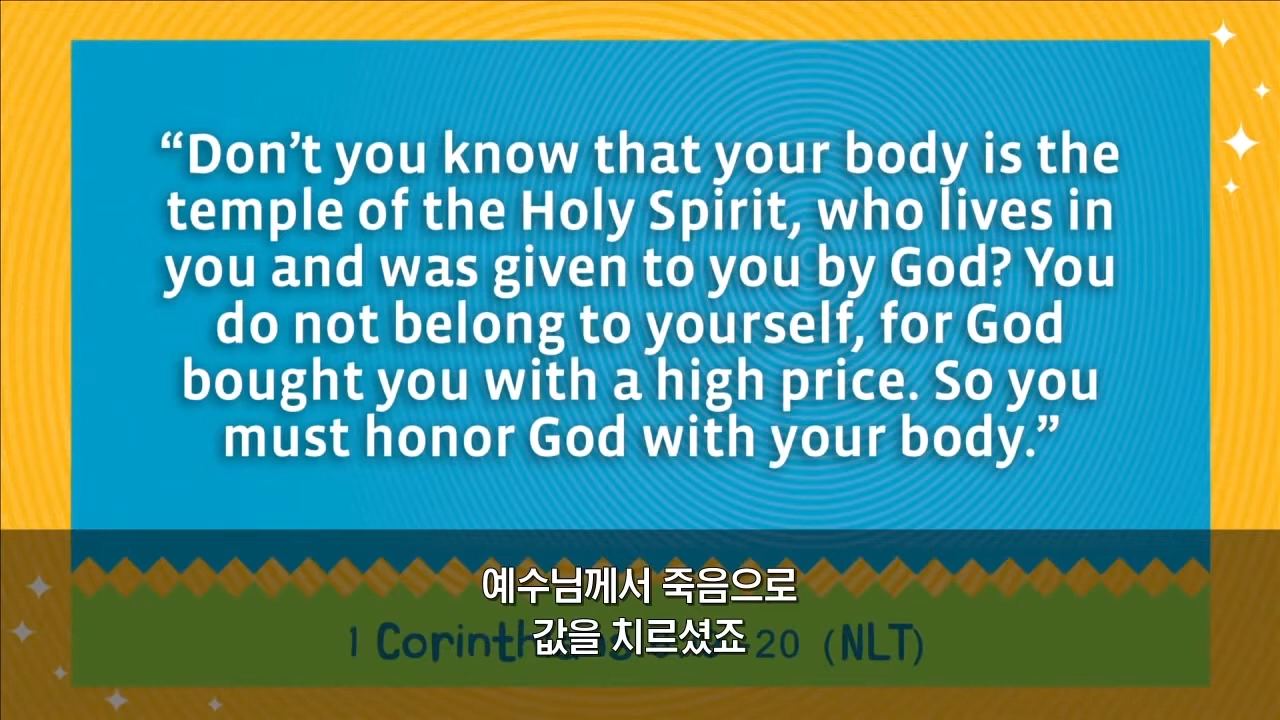 “Don’t you know that your body is the
temple of the Holy Spirit, who lives in
you and was given to you by God? You
do not belong to yourself, for God
bought you with a high price. So you
must honor God with your body.”
예수님께서 죽음으로
값을 치르셨죠
1 -20 (NLT)